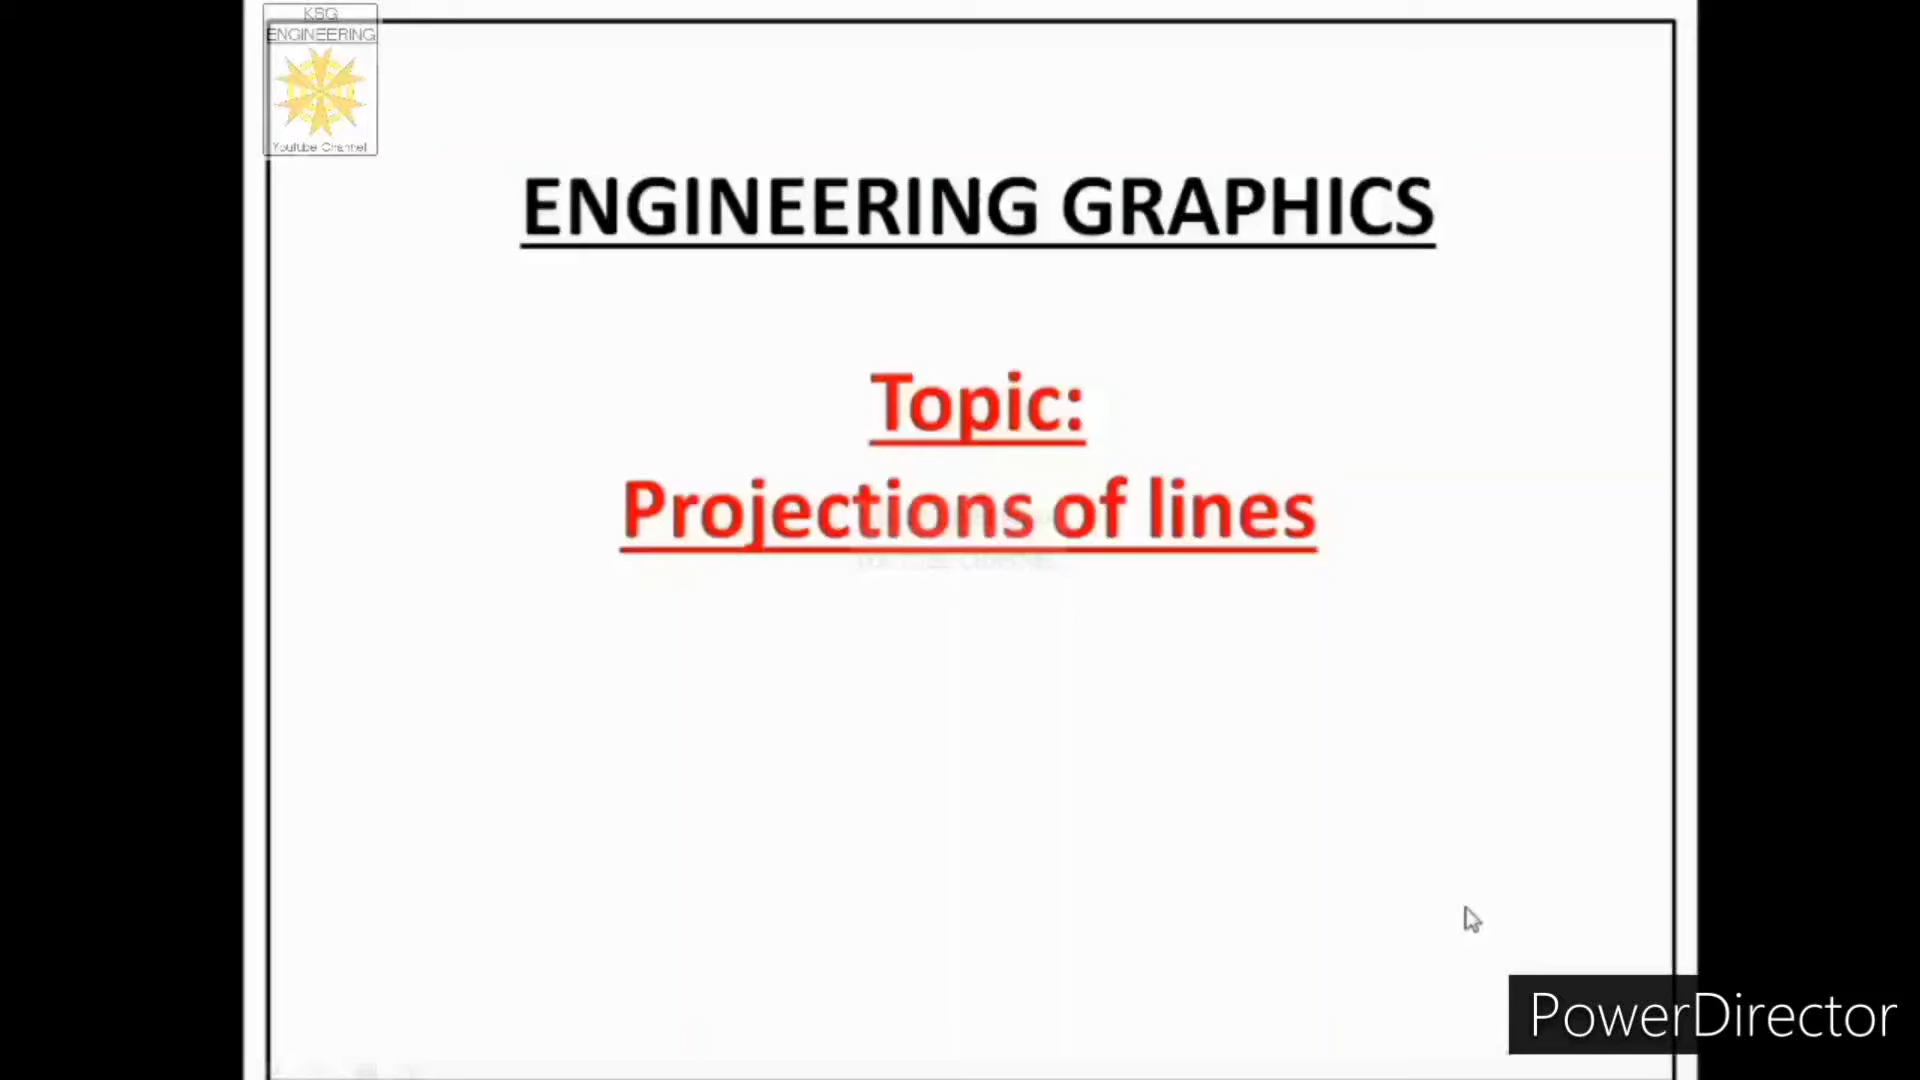 KSG
ENGINEERING
Youtube Channel
ENGINEERING GRAPHICS
Topic:
Projections of lines
PowerDirector